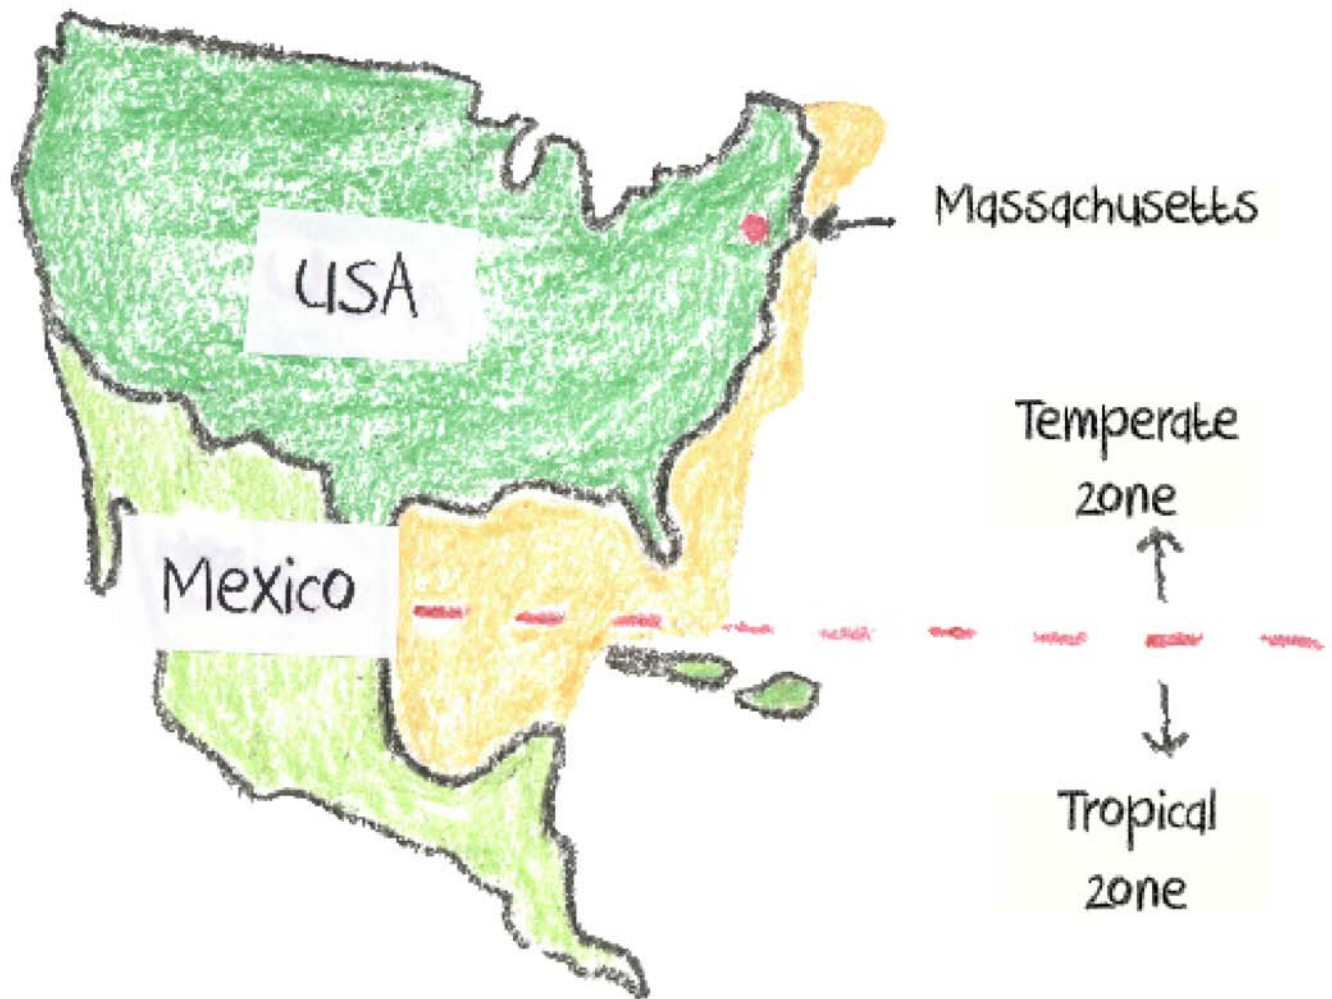 Massachusetts
USA
Temperate
zone
Mexico
Tropical
zone